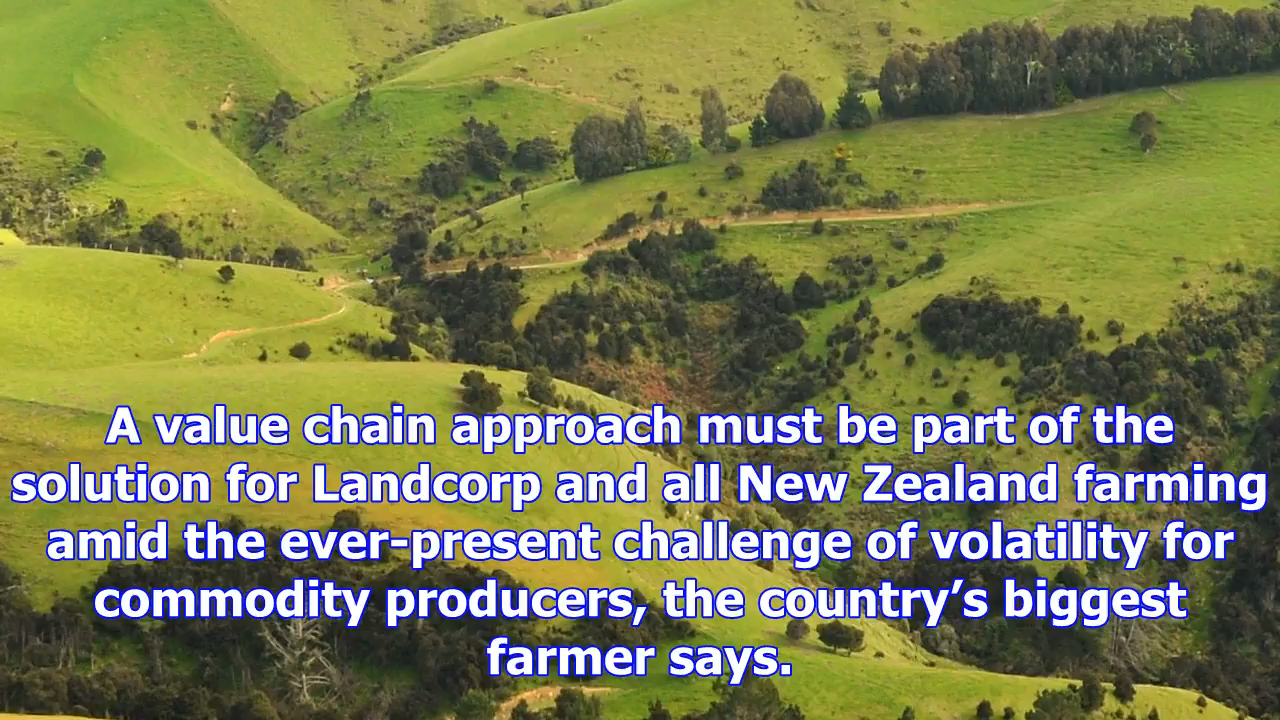 A value chain approach must be part of the
solution for Landcorp and all New Zealand farming
amid the ever-present challenge of volatility for
commodity producers, the country’s biggest
farmer says.